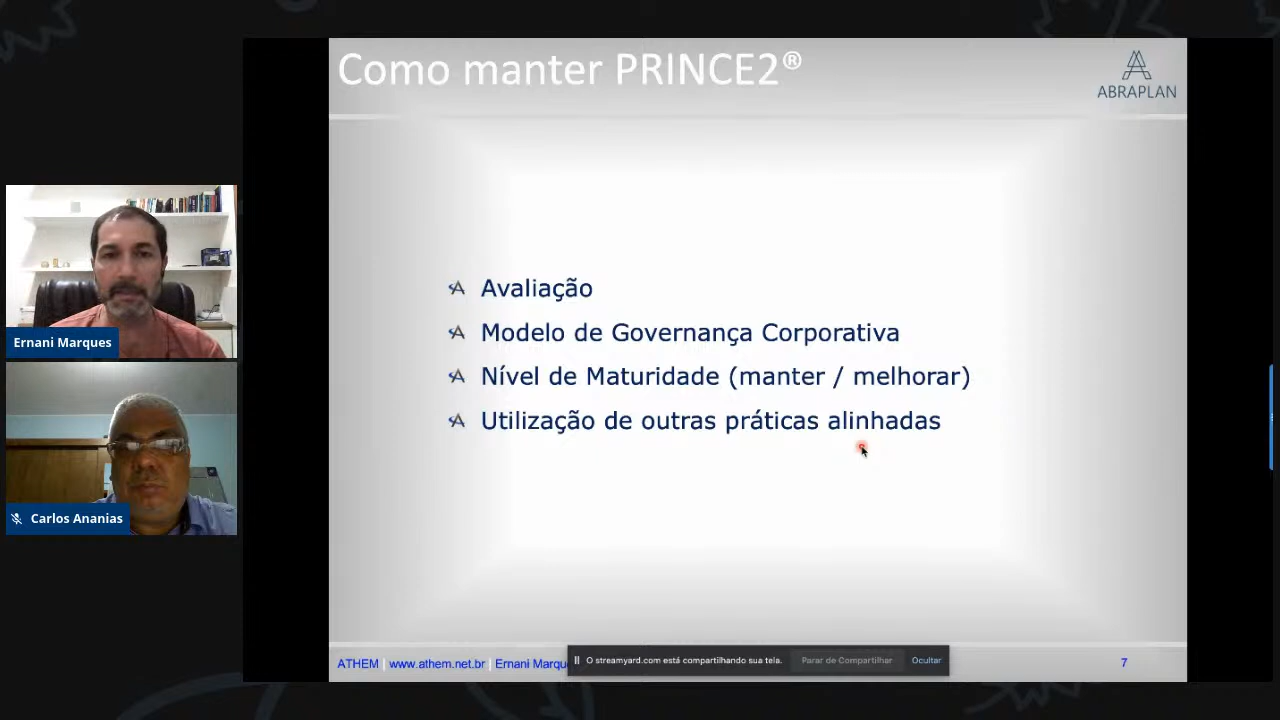 Como manter PRINCE2®
ABRAPLAN
Avaliação
Modelo de Governança Corporativa
Nível de Maturidade (manter / melhorar)
Utilização de outras práticas alinhadas
Ernani Marques
Carlos Ananias
ATHEM | www.athem.net.br | Ernani Marqu
O streamyard.com está compartilhando sua tela.
Parar de Compartilhar
Ocultar
7